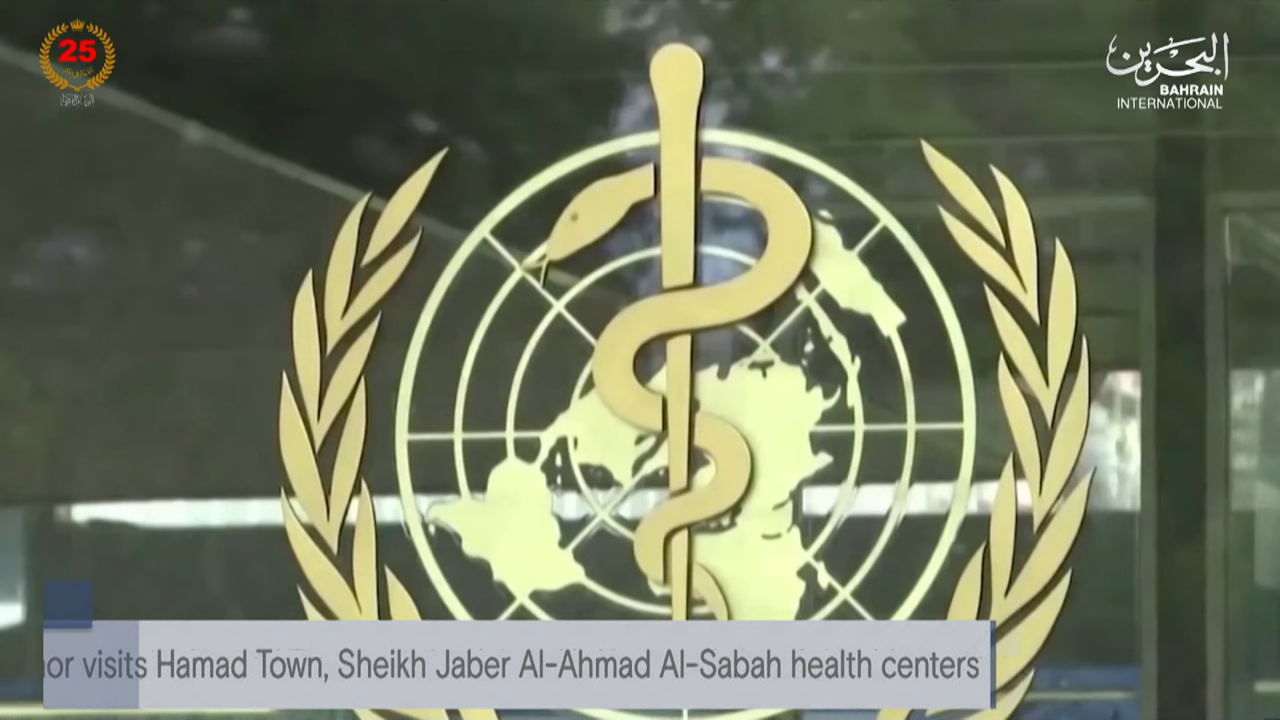 25
البحرين
BAHRAIN
INTERNATIONAL
or visits Hamad Town, Sheikh Jaber Al-Ahmad Al-Sabah health centers